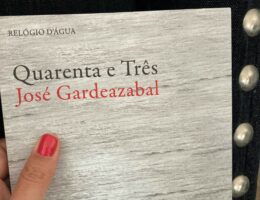 RELÓGIO D'ÁGUA
Quarenta e Três
José Gardeazabal